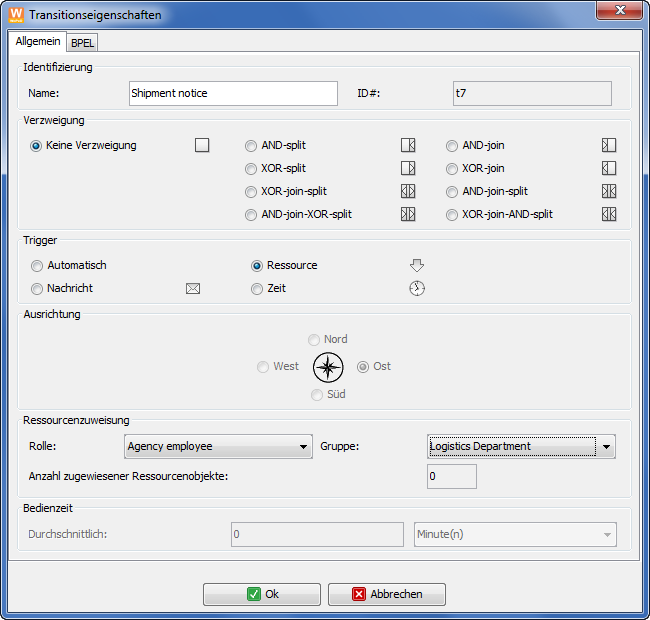 Transitionseigenschaften
Allgemein BPEL
Identifizierung
Name: Shipment notice ID#: t7
Verzweigung
Keine Verzweigung AND-split AND-join
XOR-split XOR-join
XOR-join-split AND-join-split
AND-join-XOR-split XOR-join-AND-split
Trigger
Automatisch Ressource
Nachricht Zeit
Ausrichtung
Nord
West Ost
Süd
Ressourcenzuweisung
Rolle: Agency employee Gruppe: Logistics Department
Anzahl zugewiesener Ressourcenobjekte: 0
Bedienzeit
Durchschnittlich: 0 Minute(n)
Ok Abbrechen